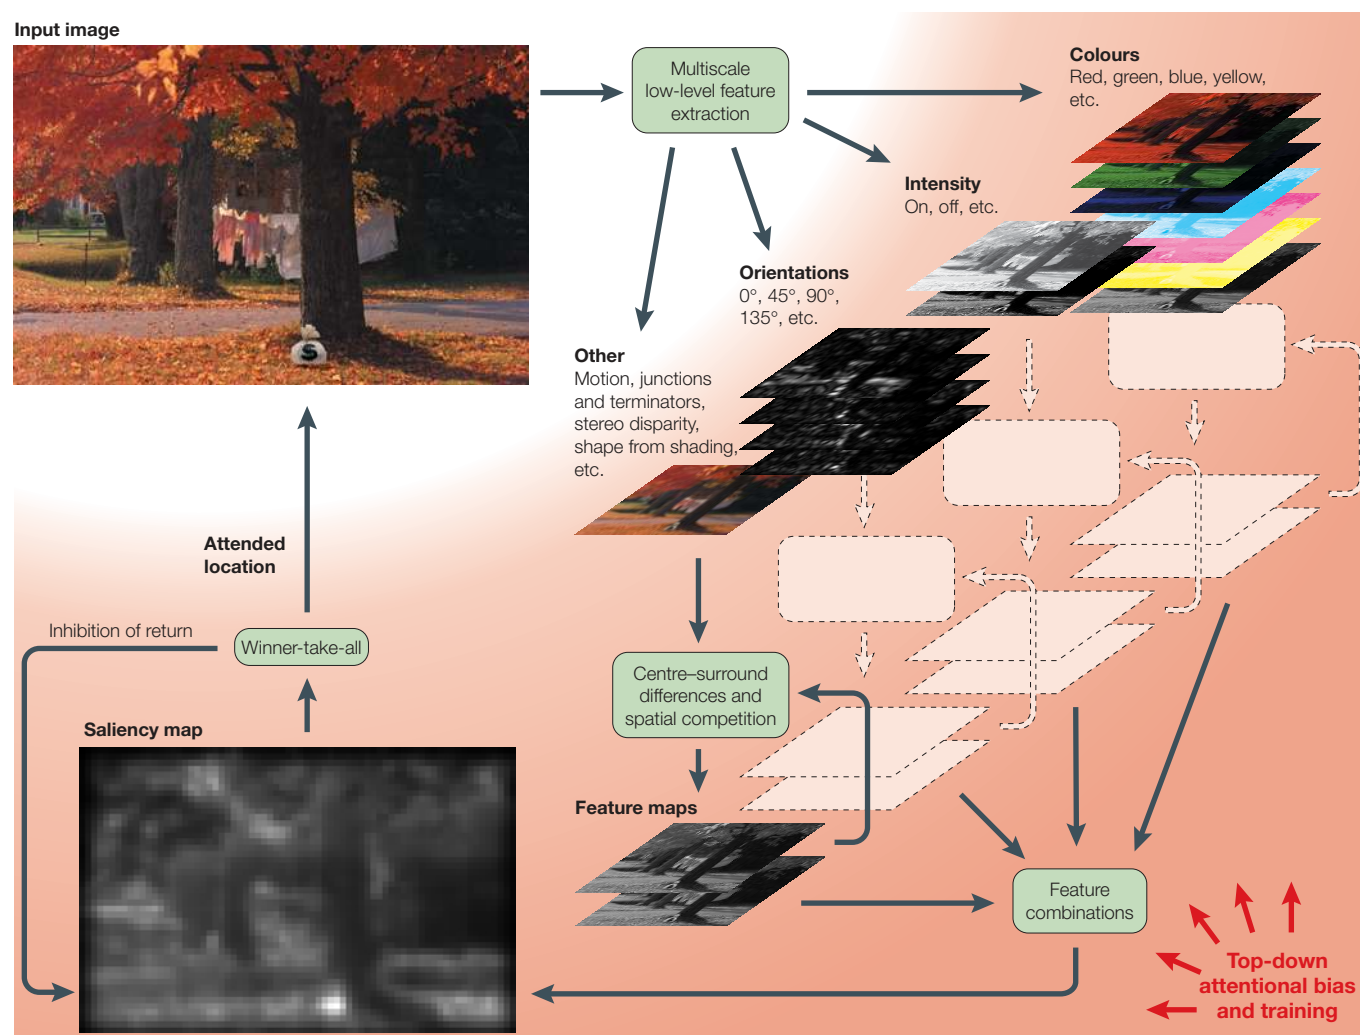 Input image
Multiscale
low-level feature
extraction
Colours
Red, green, blue, yellow,
etc.
Intensity
On, off, etc.
Orientations
0°, 45°, 90°,
135°, etc.
Other
Motion, junctions
and terminators,
stereo disparity,
shape from shading,
etc.
S
Attended
location
Inhibition of return
Winner-take-all
Centre–surround
differences and
spatial competition
Saliency map
Feature maps
Feature
combinations
Top-down
attentional bias
and training